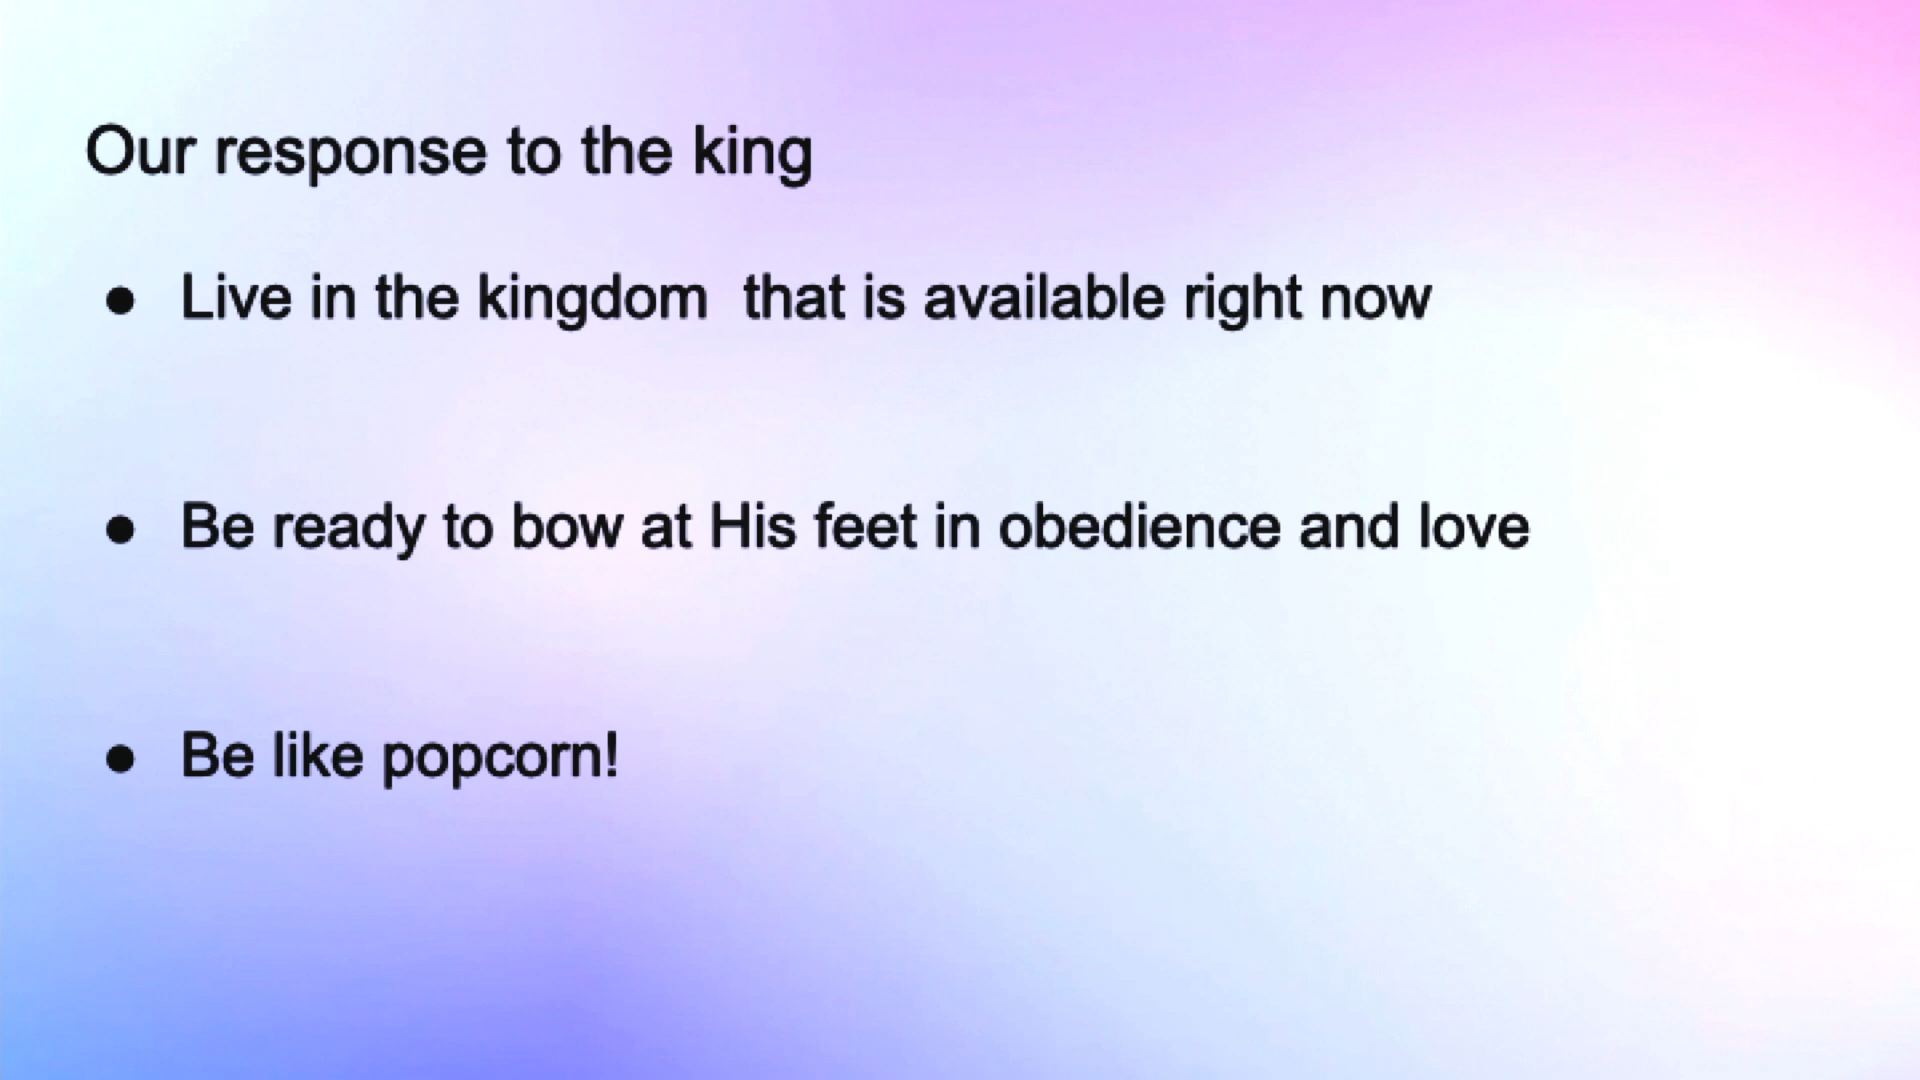 Our response to the king
● Live in the kingdom  that is available right now
● Be ready to bow at His feet in obedience and love
● Be like popcorn!